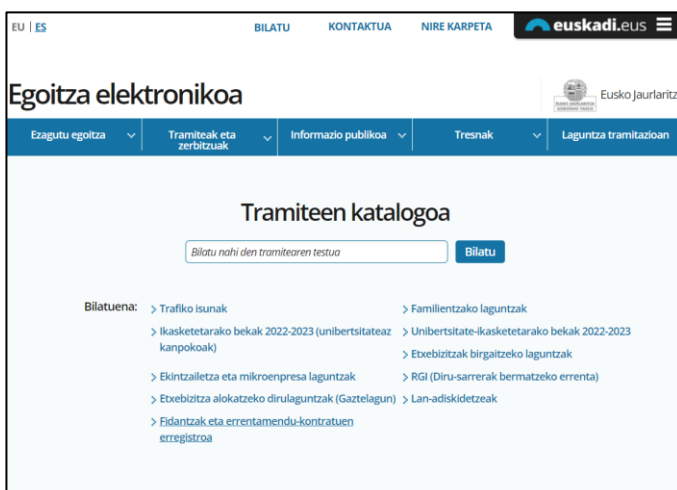 EU | ES BILATU KONTAKTUA NIRE KARPETA euskadi.eus
Egoitza elektronikoa Eusko Jaurlaritz
Ezagutu egoitza Tramiteak eta zerbitzuak Informazio publikoa Tresnak Laguntza tramitazioan
Tramiteen katalogoa
Bilatu nahi den tramitearen testua Bilatu
Bilatuena:
Trafiko isunak
Ikasketetarako bekak 2022-2023 (unibertsitateaz
kanpokoak)
Ekintzailetza eta mikroenpresa laguntzak
Etxebizitza alokatzeko dirulaguntzak (Gaztelagun)
Fidantzak eta errentamendu-kontratuen
erregistroa
Familientzako laguntzak
Unibertsitate-ikasketetarako bekak 2022-2023
Etxebizitzak birgaitzeko laguntzak
RGI (Diru-sarrerak bermatzeko errenta)
Lan-adiskidetzeak